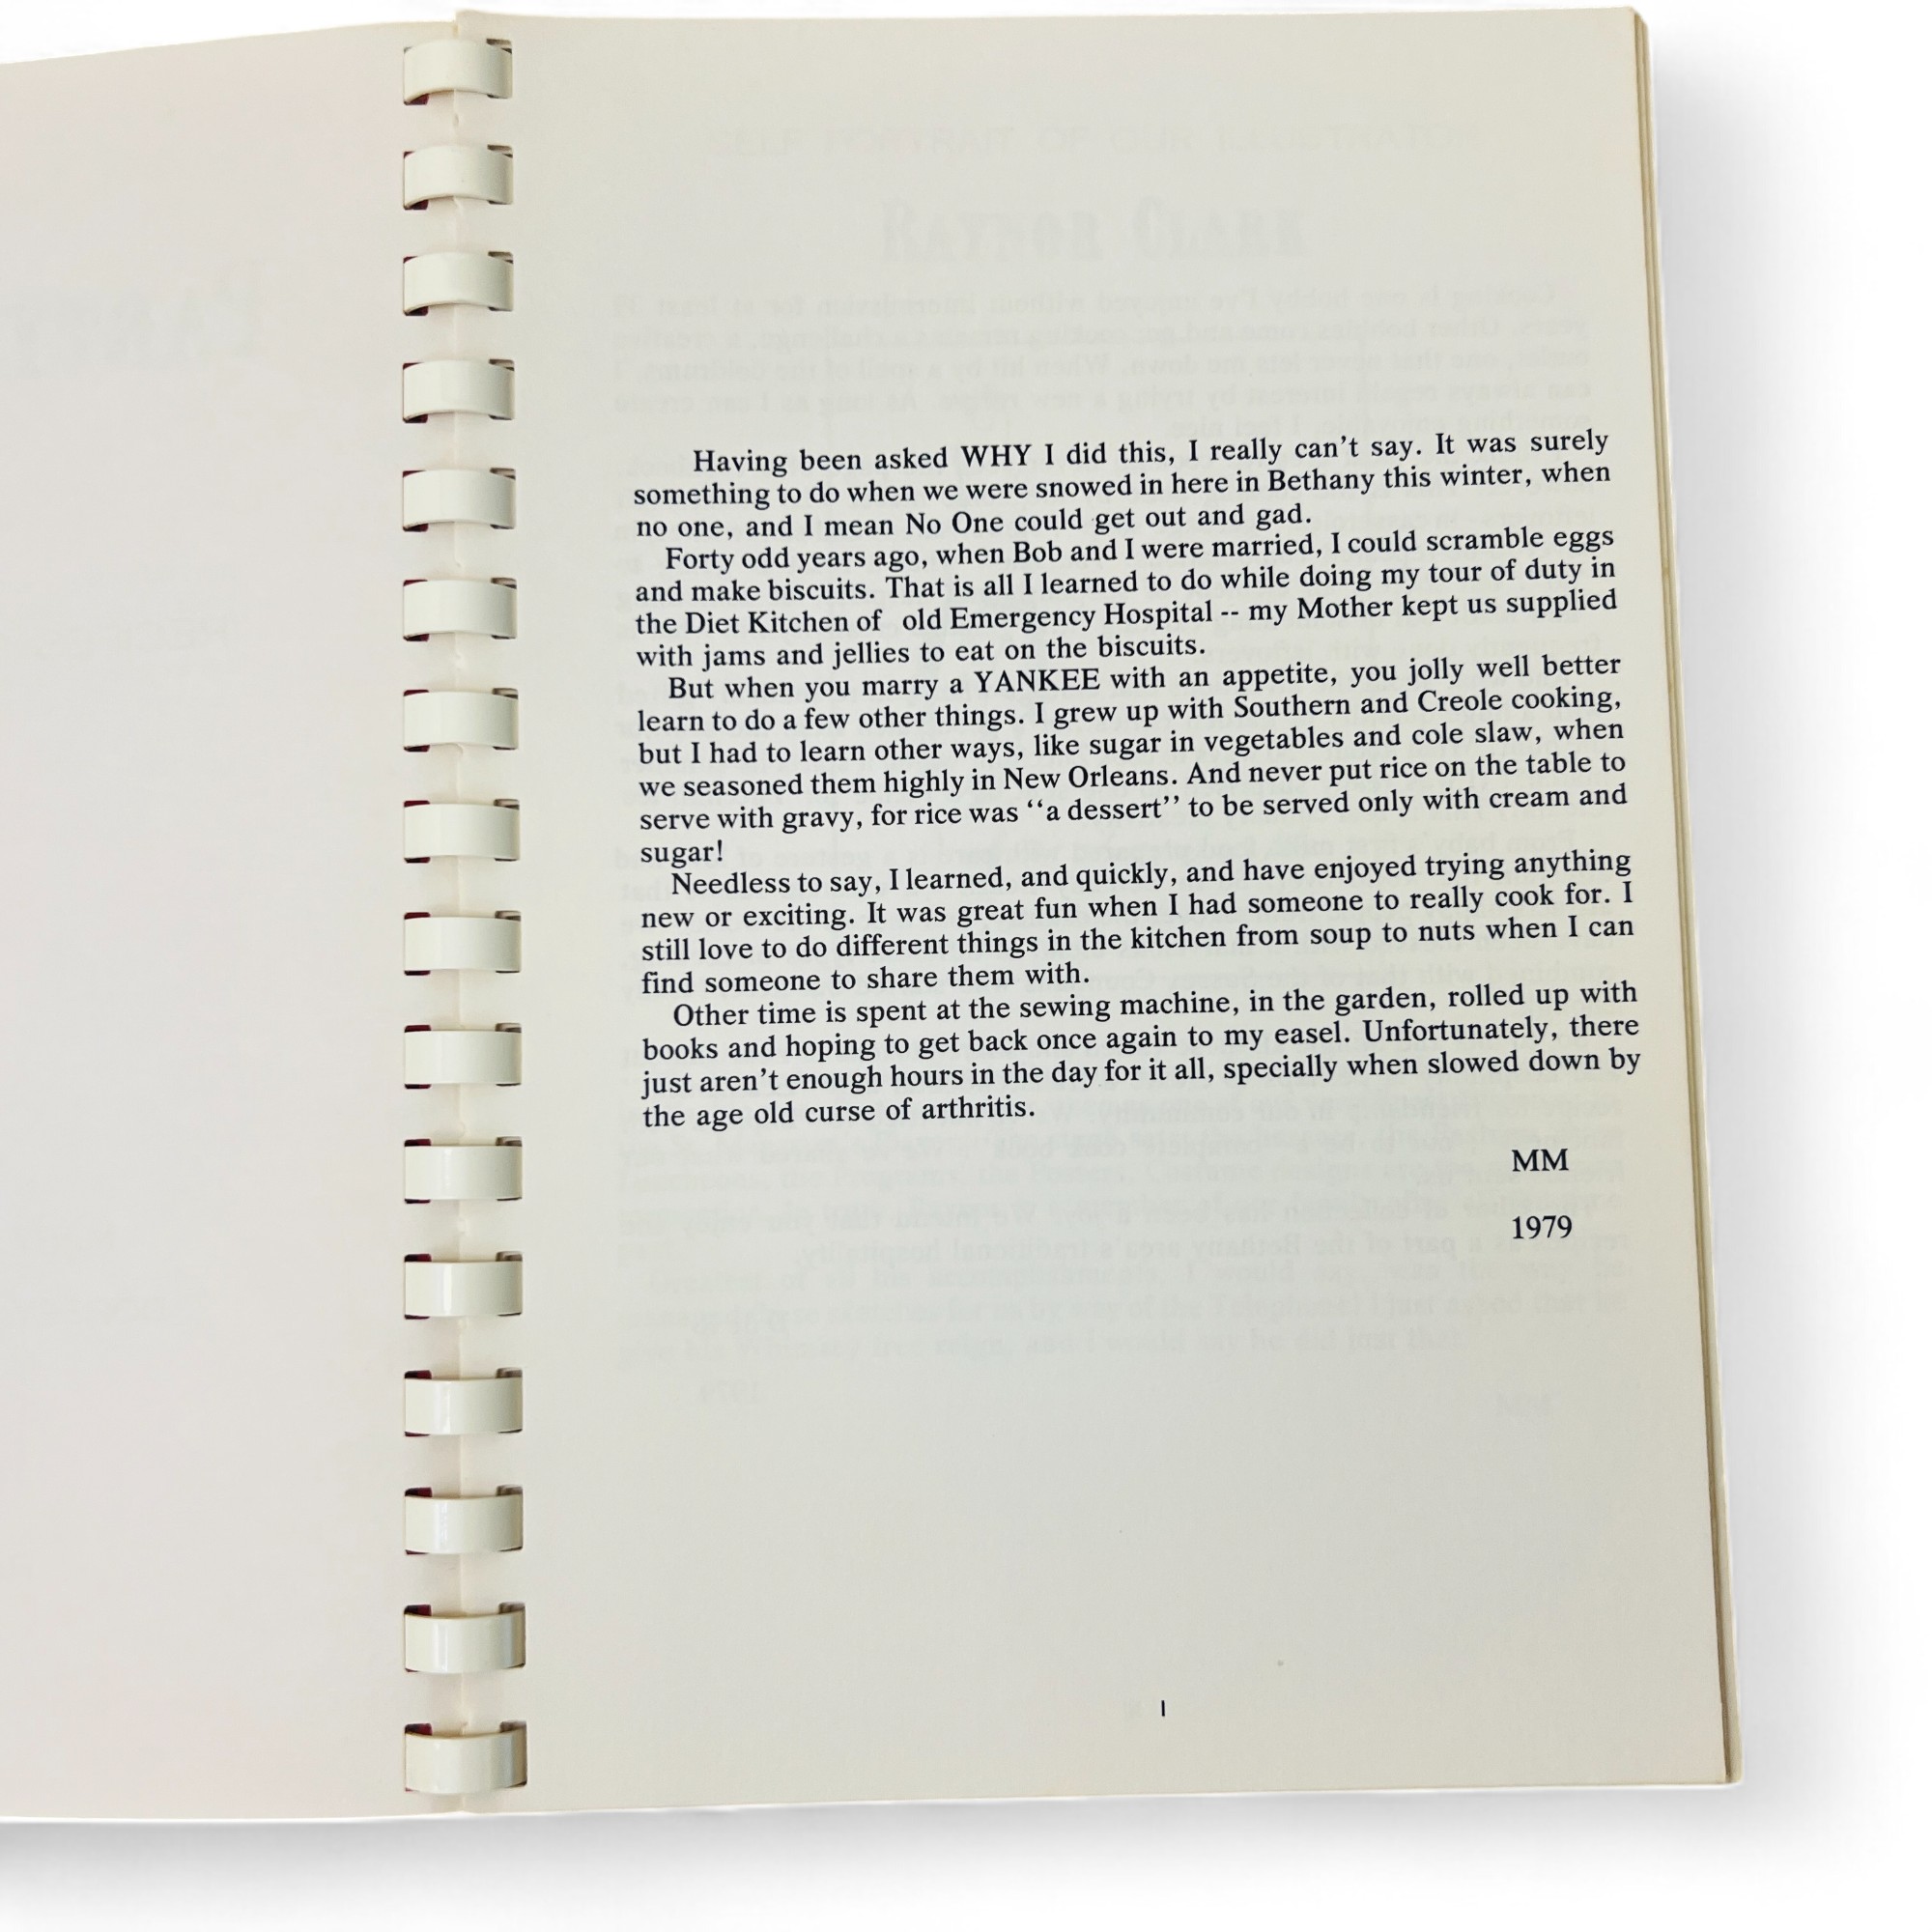 SELF PORTRAIT OF OUR ILLUSTRATOR
RAYNOR CLARK
Having been asked WHY I did this, I really can’t say. It was surely
something to do when we were snowed in here in Bethany this winter, when
no one, and I mean No One could get out and gad.
Forty odd years ago, when Bob and I were married, I could scramble eggs
and make biscuits. That is all I learned to do while doing my tour of duty in
the Diet Kitchen of old Emergency Hospital -- my Mother kept us supplied
with jams and jellies to eat on the biscuits.
But when you marry a YANKEE with an appetite, you jolly well better
learn to do a few other things. I grew up with Southern and Creole cooking,
but I had to learn other ways, like sugar in vegetables and cole slaw, when
we seasoned them highly in New Orleans. And never put rice on the table to
serve with gravy, for rice was ‘‘a dessert’’ to be served only with cream and
sugar!
Needless to say, I learned, and quickly, and have enjoyed trying anything
new or exciting. It was great fun when I had someone to really cook for. I
still love to do different things in the kitchen from soup to nuts when I can
find someone to share them with.
Other time is spent at the sewing machine, in the garden, rolled up with
books and hoping to get back once again to my easel. Unfortunately, there
just aren’t enough hours in the day for it all, specially when slowed down by
the age old curse of arthritis.
MM
1979
I